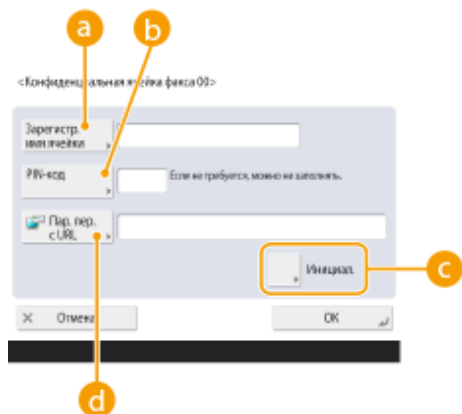 a
b
<Конфиденциальная ячейка факса 00>
Зарегистр.
имя ячейки
PIN-код
Если не требуется, можно не заполнять.
Пар. пер.
с URL
Инициал.
c
Отмена
OK
d